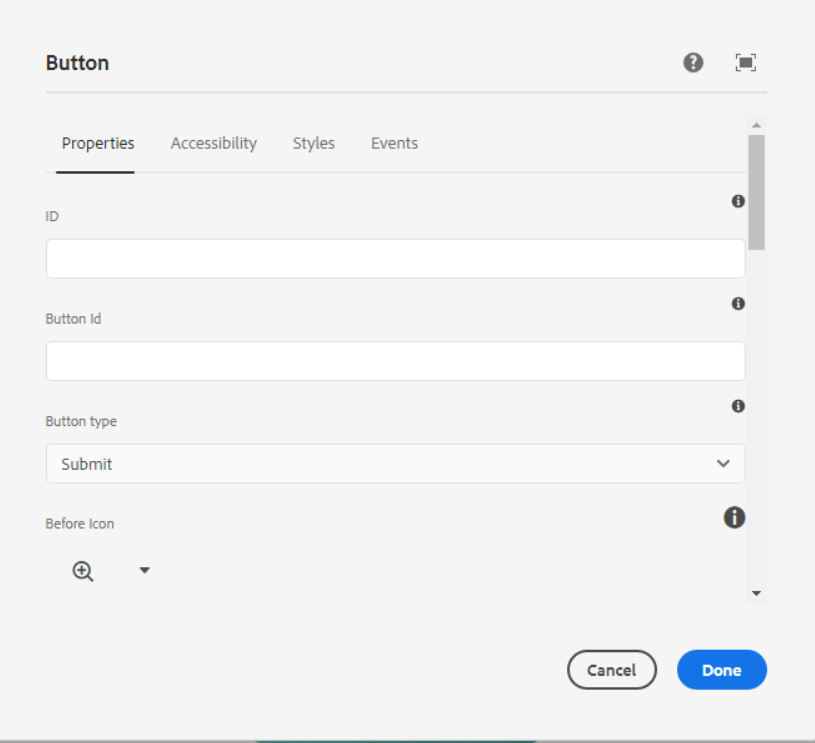 Button
Properties Accessibility Styles Events
ID
Button Id
Button type
Submit
Before Icon
Cancel Done